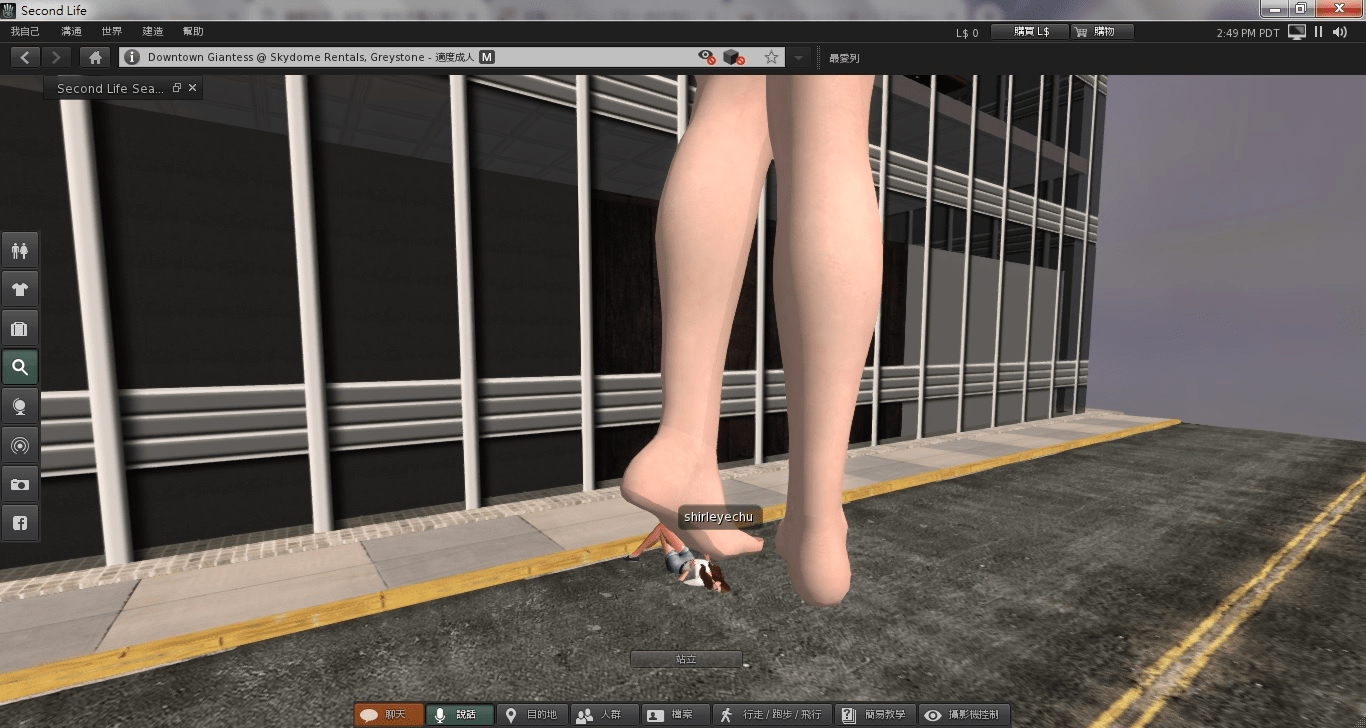 Second Life
我自己 溝通 世界 建造 幫助 L$ 0 購買 L$ 購物 2:49 PM PDT
Downtown Giantess @ Skydome Rentals, Greystone - 適度成人 M 最愛列
Second Life Sea...
shirleyechu
站立
聊天 說話 目的地 人群 檔案 行走 / 跑步 / 飛行 簡易教學 攝影機控制